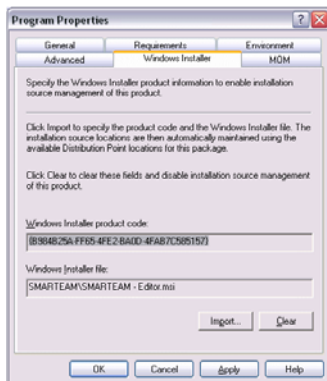 Program Properties
General Requirements Environment
Advanced Windows Installer MOM
Specify the Windows Installer product information to enable installation
source management of this product.
Click Import to specify the product code and the Windows Installer file. The
installation source locations are then automatically maintained using the
available Distribution Point locations for this package.
Click Clear to clear these fields and disable installation source management
of this product.
Windows Installer product code:
{B984B25A-FF65-4FE2-BA0D-4FAB7C585157}
Windows Installer file:
SMARTEAM\SMARTEAM - Editor.msi
Import... Clear
OK Cancel Apply Help